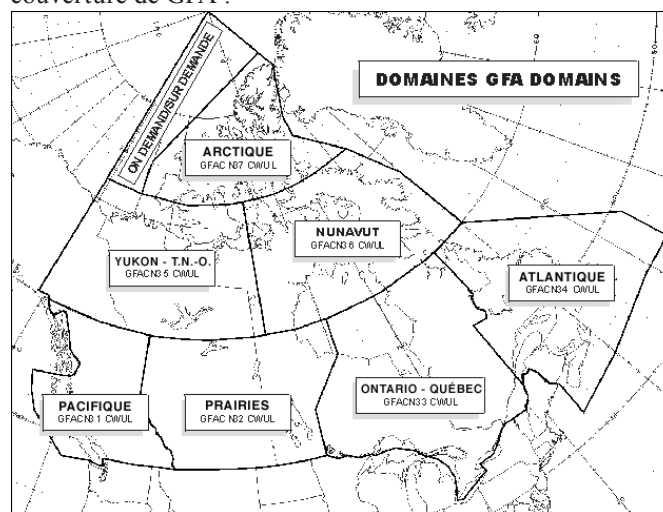 couverture de GFA :
DOMAINES GFA DOMAINS
ON DEMAND/SUR DEMANDE
ARCTIQUE
GFACN37 CWUL
NUNAVUT
GFACN36 CWUL
YUKON - T.N.-O.
GFACN35 CWUL
ATLANTIQUE
GFACN34 CWUL
ONTARIO - QUÉBEC
GFACN33 CWUL
PACIFIQUE
GFACN31 CWUL
PRAIRIES
GFACN32 CWUL